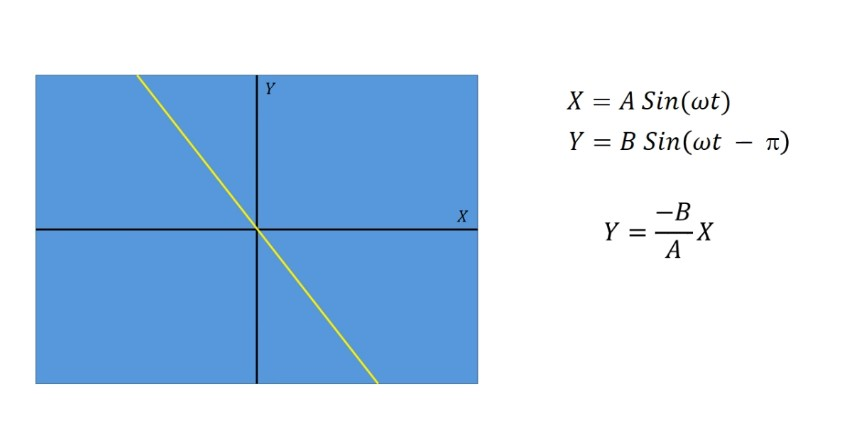 Y
X
X = A Sin(ωt)
Y = B Sin(ωt − π)
Y = −B/A X